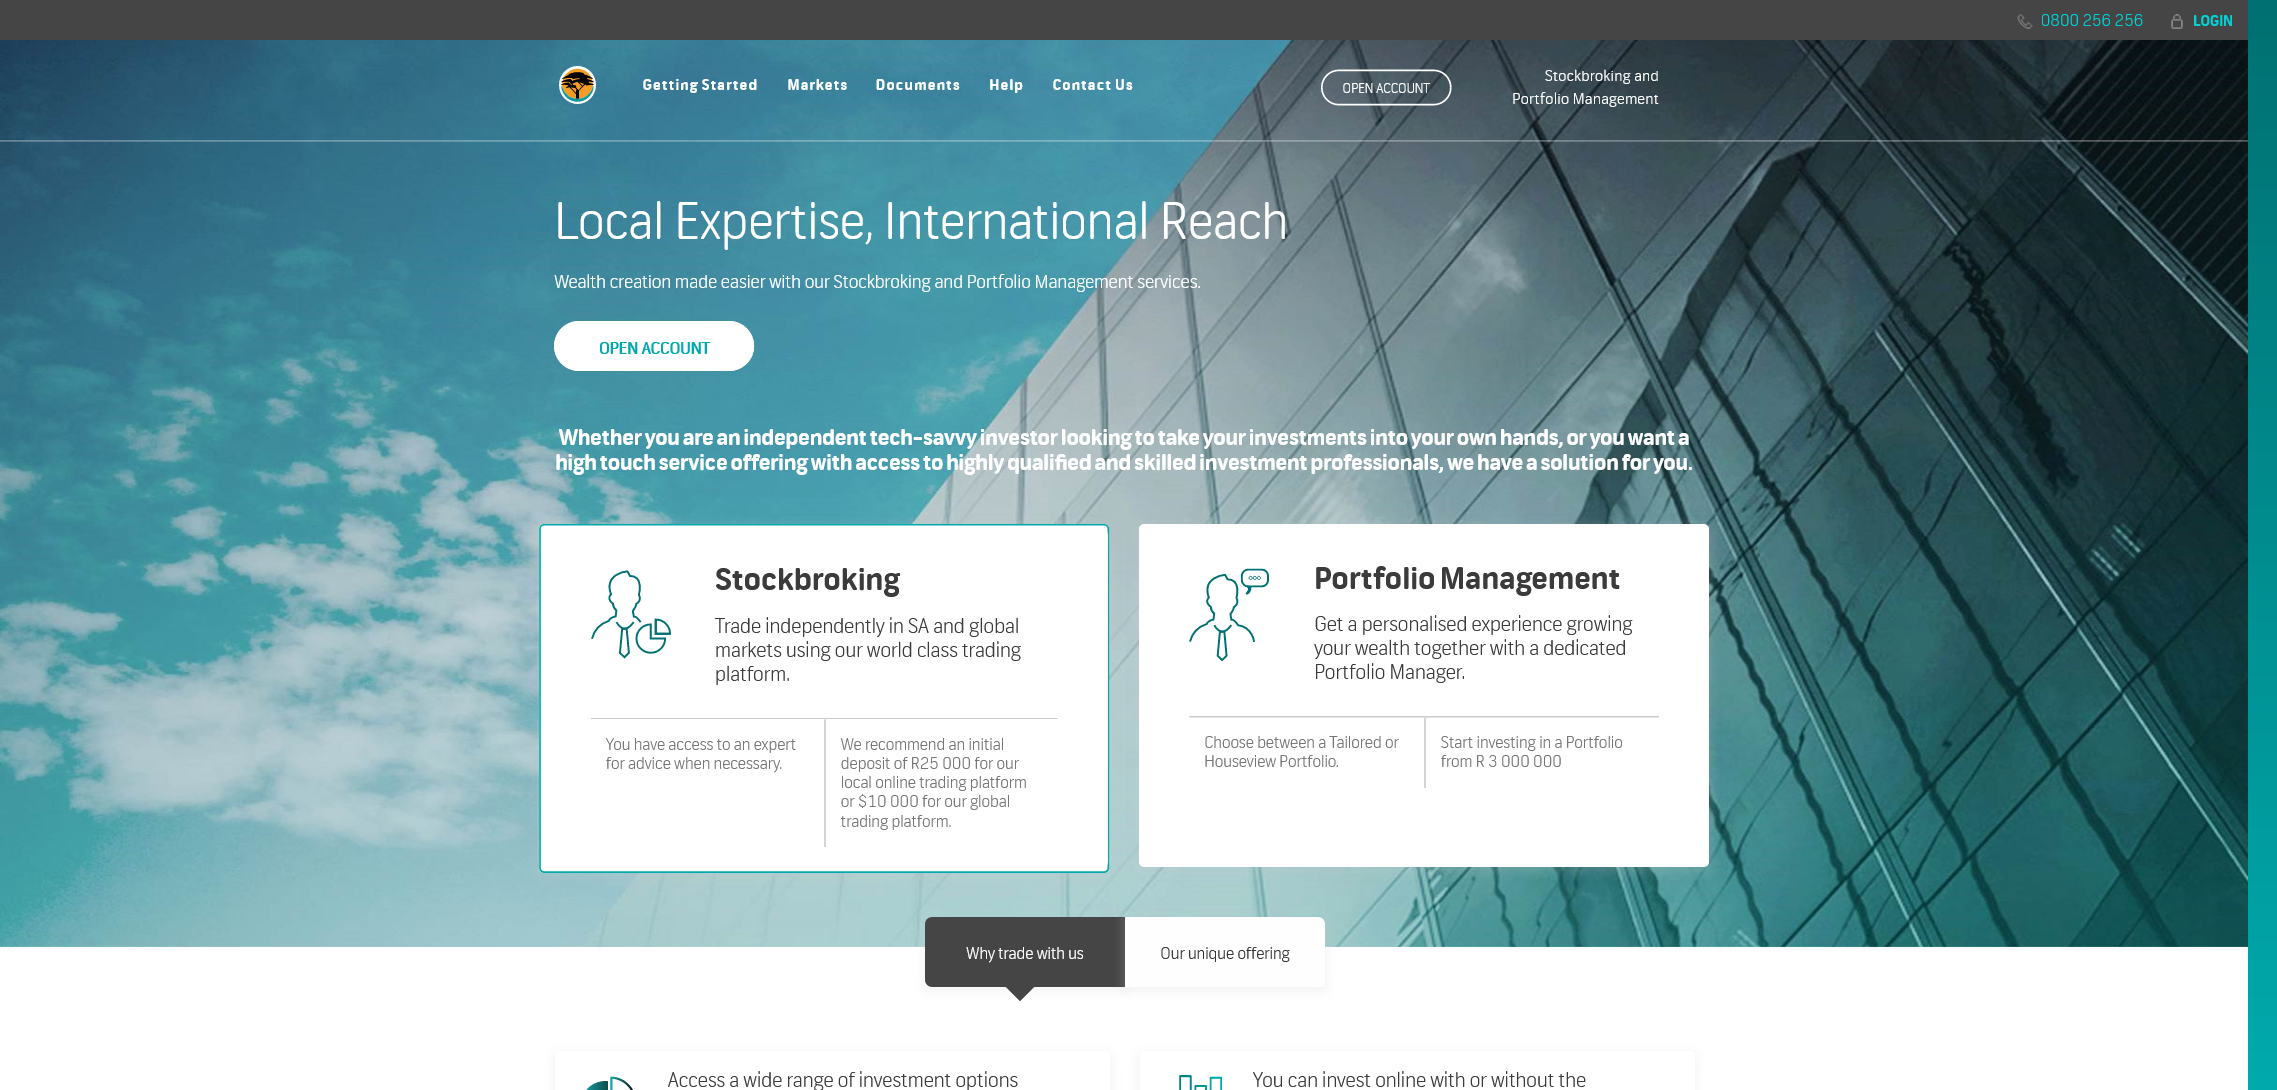 0800 256 256
LOGIN
Getting Started
Markets
Documents
Help
Contact Us
OPEN ACCOUNT
Stockbroking and
Portfolio Management
Local Expertise, International Reach
Wealth creation made easier with our Stockbroking and Portfolio Management services.
OPEN ACCOUNT
Whether you are an independent tech-savvy investor looking to take your investments into your own hands, or you want a
high touch service offering with access to highly qualified and skilled investment professionals, we have a solution for you.
Stockbroking
Trade independently in SA and global
markets using our world class trading
platform.
You have access to an expert
for advice when necessary.
We recommend an initial
deposit of R25 000 for our
local online trading platform
or $10 000 for our global
trading platform.
Portfolio Management
Get a personalised experience growing
your wealth together with a dedicated
Portfolio Manager.
Choose between a Tailored or
Houseview Portfolio.
Start investing in a Portfolio
from R 3 000 000
Why trade with us
Our unique offering
Access a wide range of investment options
You can invest online with or without the